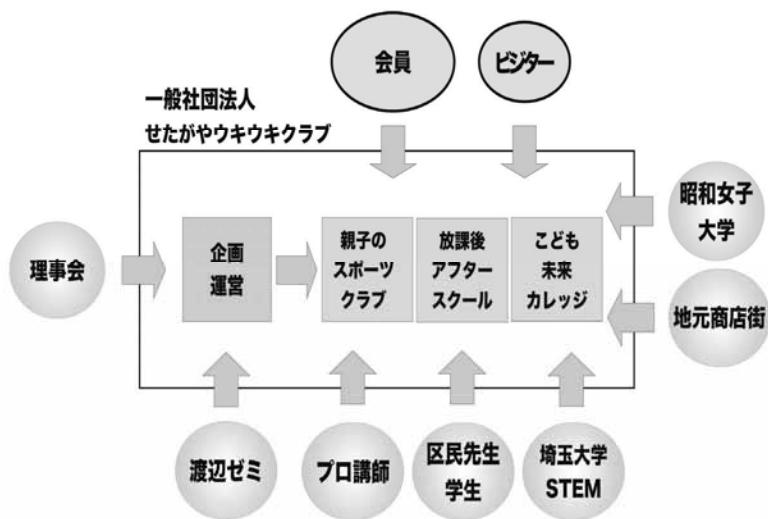 会員
ビジター
一般社団法人
せたがやウキウキクラブ
昭和女子
大学
理事会
企画
運営
親子の
スポーツ
クラブ
放課後
アフター
スクール
こども
未来
カレッジ
地元商店街
渡辺ゼミ
プロ講師
区民先生
学生
埼玉大学
STEM